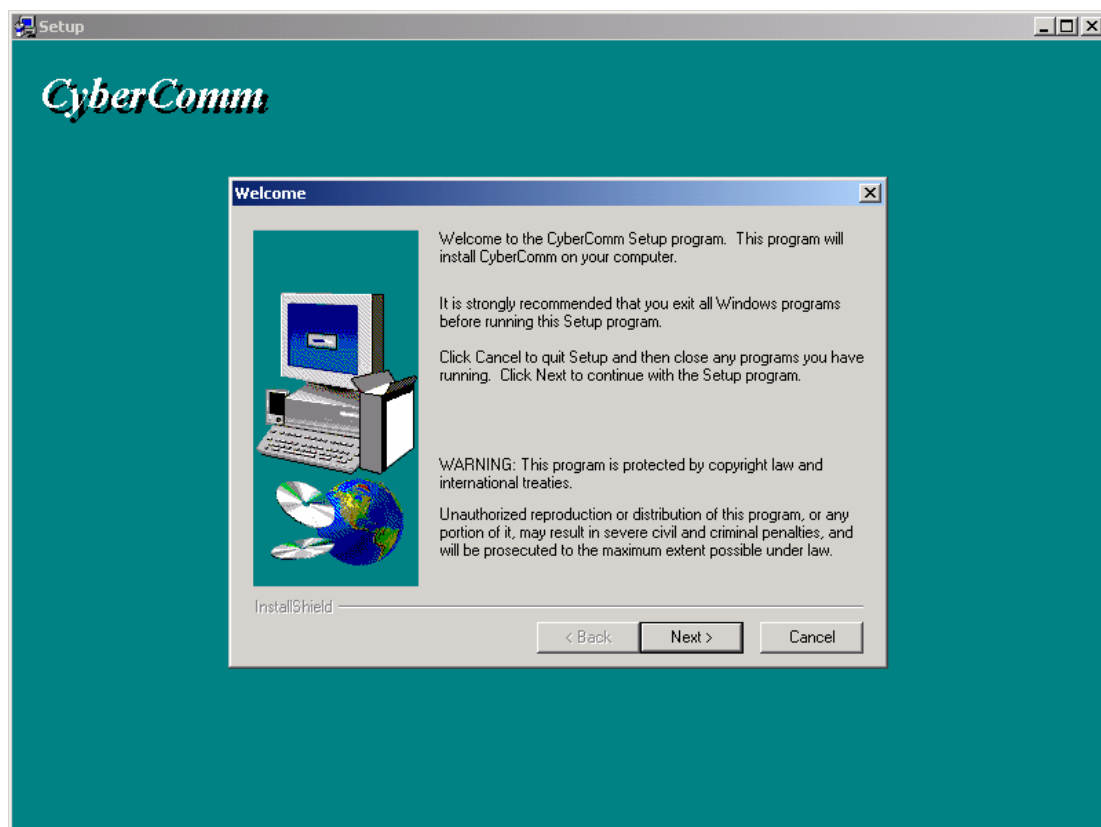 Setup
CyberComm
Welcome
Welcome to the CyberComm Setup program.  This program will
install CyberComm on your computer.
It is strongly recommended that you exit all Windows programs
before running this Setup program.
Click Cancel to quit Setup and then close any programs you have
running.  Click Next to continue with the Setup program.
WARNING: This program is protected by copyright law and
international treaties.
Unauthorized reproduction or distribution of this program, or any
portion of it, may result in severe civil and criminal penalties, and
will be prosecuted to the maximum extent possible under law.
InstallShield
< Back Next > Cancel